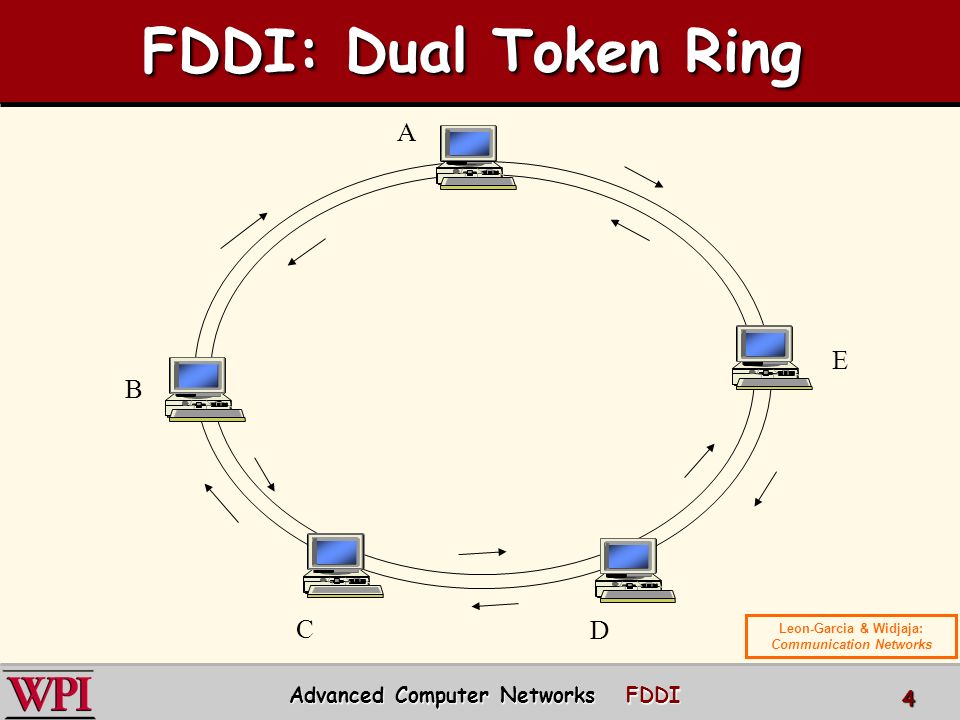 FDDI: Dual Token Ring
A
E
B
C
D
Leon-Garcia & Widjaja:
Communication Networks
WPI
Advanced Computer Networks FDDI
4